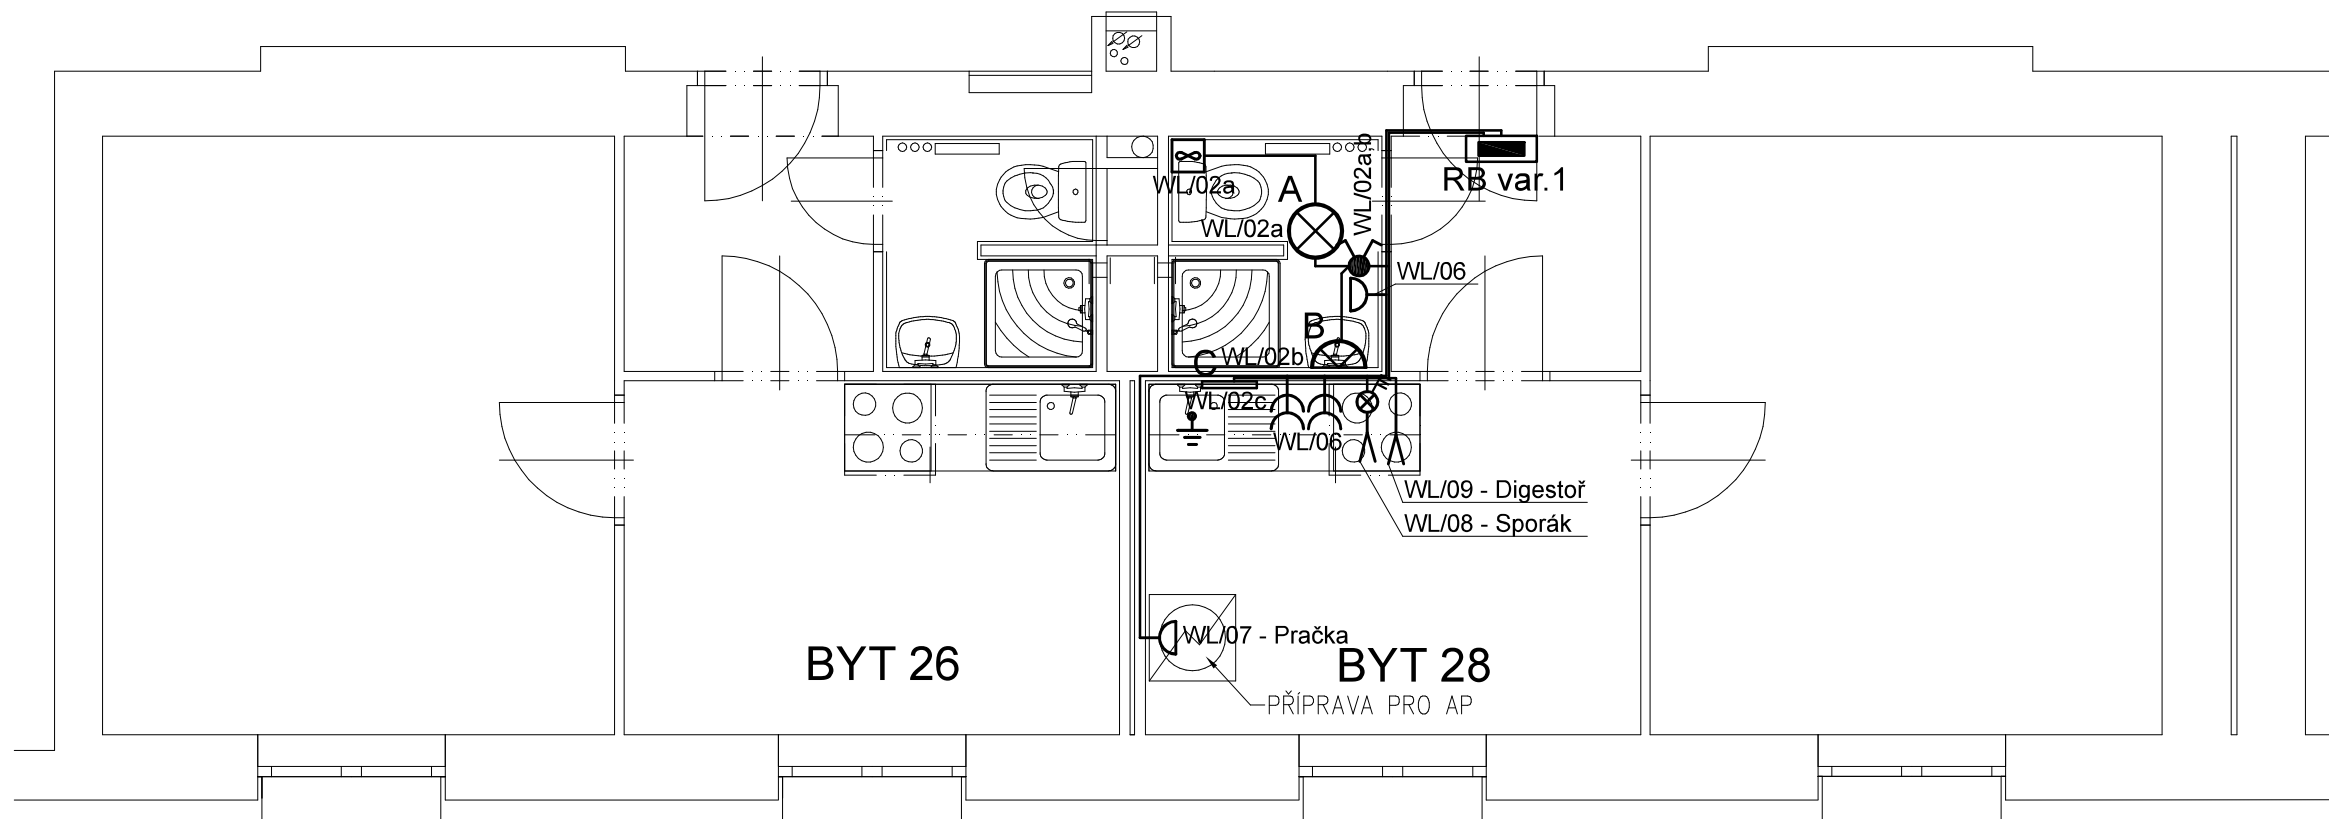 WL/02a,b
RB var.1
WL/02a
A
WL/02a
WL/06
B
WL/02b
C
WL/02c
WL/06
WL/09 - Digestoř
WL/08 - Sporák
WL/07 - Pračka
BYT 26
BYT 28
PŘÍPRAVA PRO AP